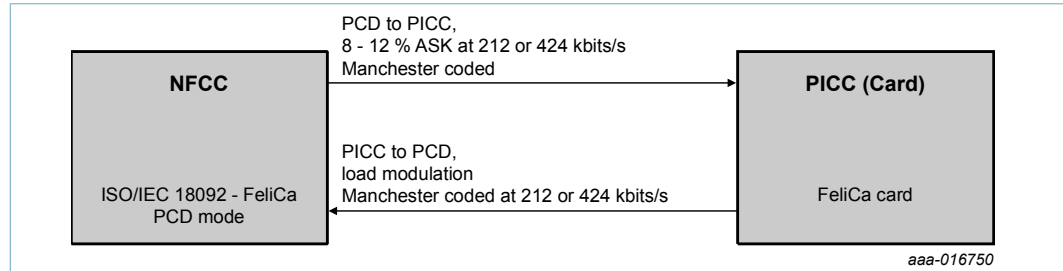 PCD to PICC,
8 - 12 % ASK at 212 or 424 kbits/s
Manchester coded
NFCC
PICC (Card)
PICC to PCD,
load modulation
Manchester coded at 212 or 424 kbits/s
ISO/IEC 18092 - FeliCa
PCD mode
FeliCa card
aaa-016750